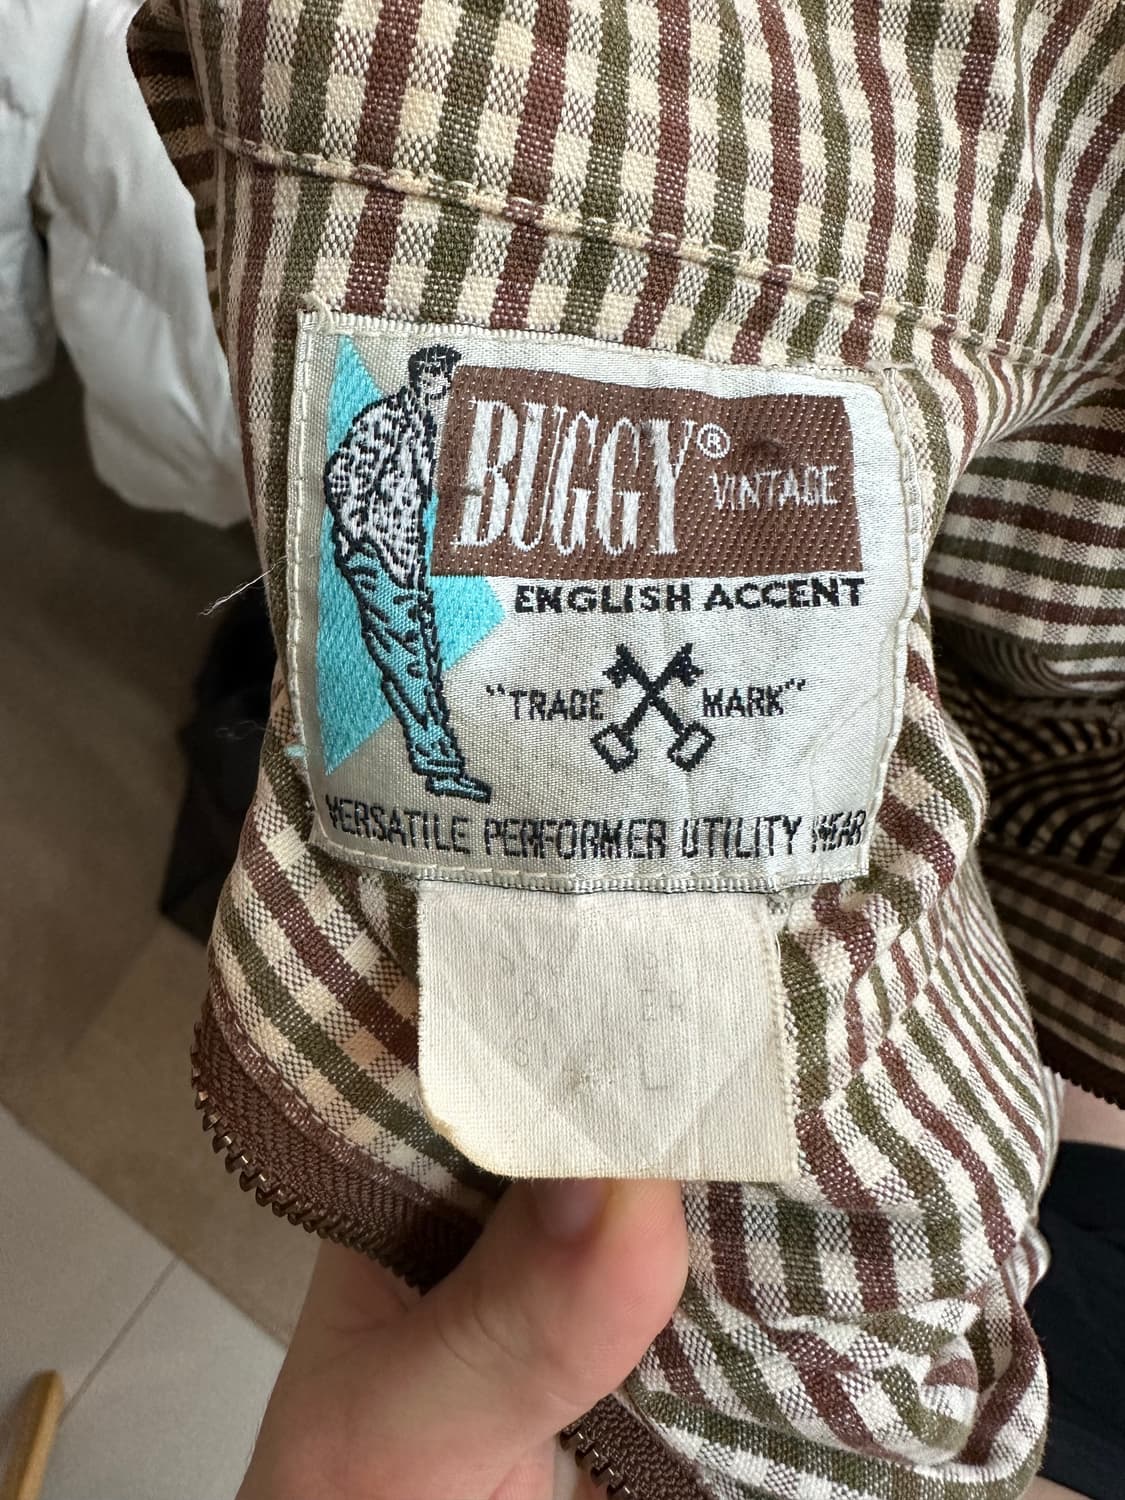 BUGGY®
VINTAGE
ENGLISH ACCENT
"TRADE MARK"
VERSATILE PERFORMER UTILITY WEAR
L